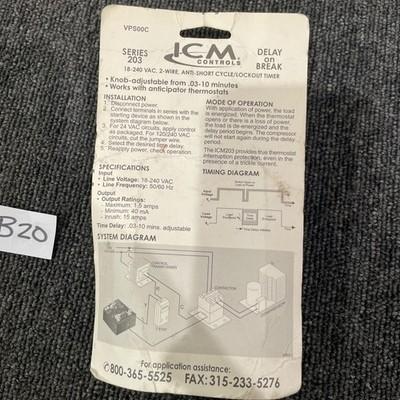 VPS00C
SERIES
203
ICM
CONTROLS
DELAY
on
BREAK
18-240 VAC, 2-WIRE, ANTI-SHORT CYCLE/LOCKOUT TIMER
• Knob-adjustable from .03-10 minutes
• Works with anticipator thermostats
INSTALLATION
1. Disconnect power.
2. Connect terminals in series with the
starting device as shown in the
system diagram below.
3. For 24 VAC circuits, apply control
as packaged. For 120/240 VAC
circuits, cut the jumper wire.
4. Select the desired time delay.
5. Reapply power, check operation.
SPECIFICATIONS
Input
• Line Voltage: 18-240 VAC
• Line Frequency: 50/60 Hz
Output
• Output Ratings:
- Maximum: 1.5 amps
- Minimum: 40 mA
- Inrush: 15 amps
Time Delay: .03-10 mins. adjustable
MODE OF OPERATION
With application of power, the load
is energized. When the thermostat
opens or there is a loss of power,
the load is de-energized and the
delay period begins. The compressor
will not start again during the delay
period.
The ICM203 provides true thermostat
interruption protection, even in the
presence of a trickle current.
TIMING DIAGRAM
Input
Voltage
Load
Voltage
SYSTEM DIAGRAM
CONTROL
TRANSFORMER
CONTACTOR
T-STAT
B20
For application assistance:
✆800-365-5525 FAX: 315-233-5276